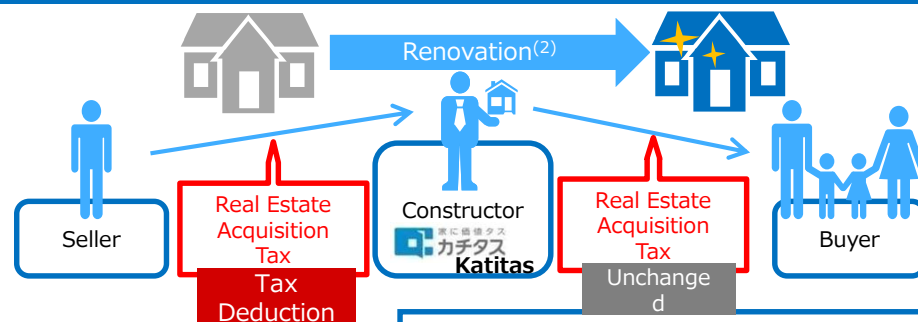 Renovation(2)
Seller
Real Estate
Acquisition
Tax
Tax
Deduction
Constructor
家に価値タス
カチタス
Katitas
Real Estate
Acquisition
Tax
Unchange
d
Buyer